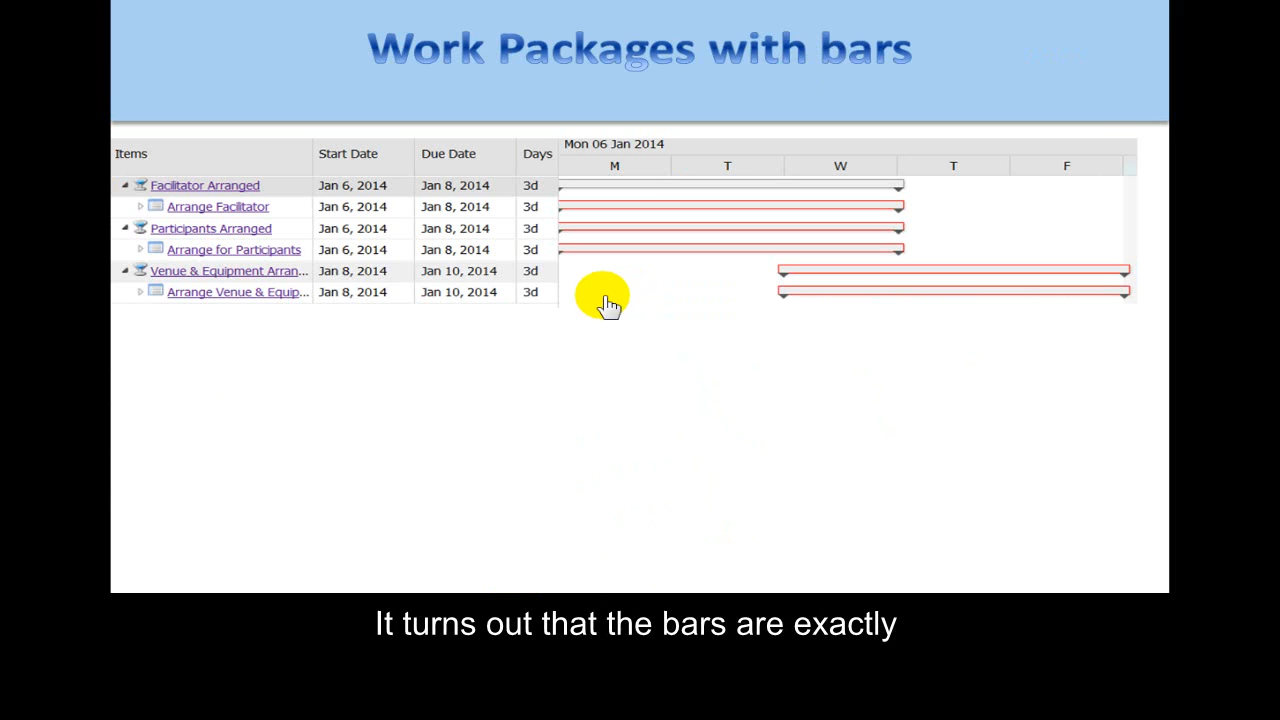 Work Packages with bars
Items Start Date Due Date Days Mon 06 Jan 2014
M T W T F
Facilitator Arranged Jan 6, 2014 Jan 8, 2014 3d
Arrange Facilitator Jan 6, 2014 Jan 8, 2014 3d
Participants Arranged Jan 6, 2014 Jan 8, 2014 3d
Arrange for Participants Jan 6, 2014 Jan 8, 2014 3d
Venue & Equipment Arran... Jan 8, 2014 Jan 10, 2014 3d
Arrange Venue & Equip... Jan 8, 2014 Jan 10, 2014 3d
It turns out that the bars are exactly